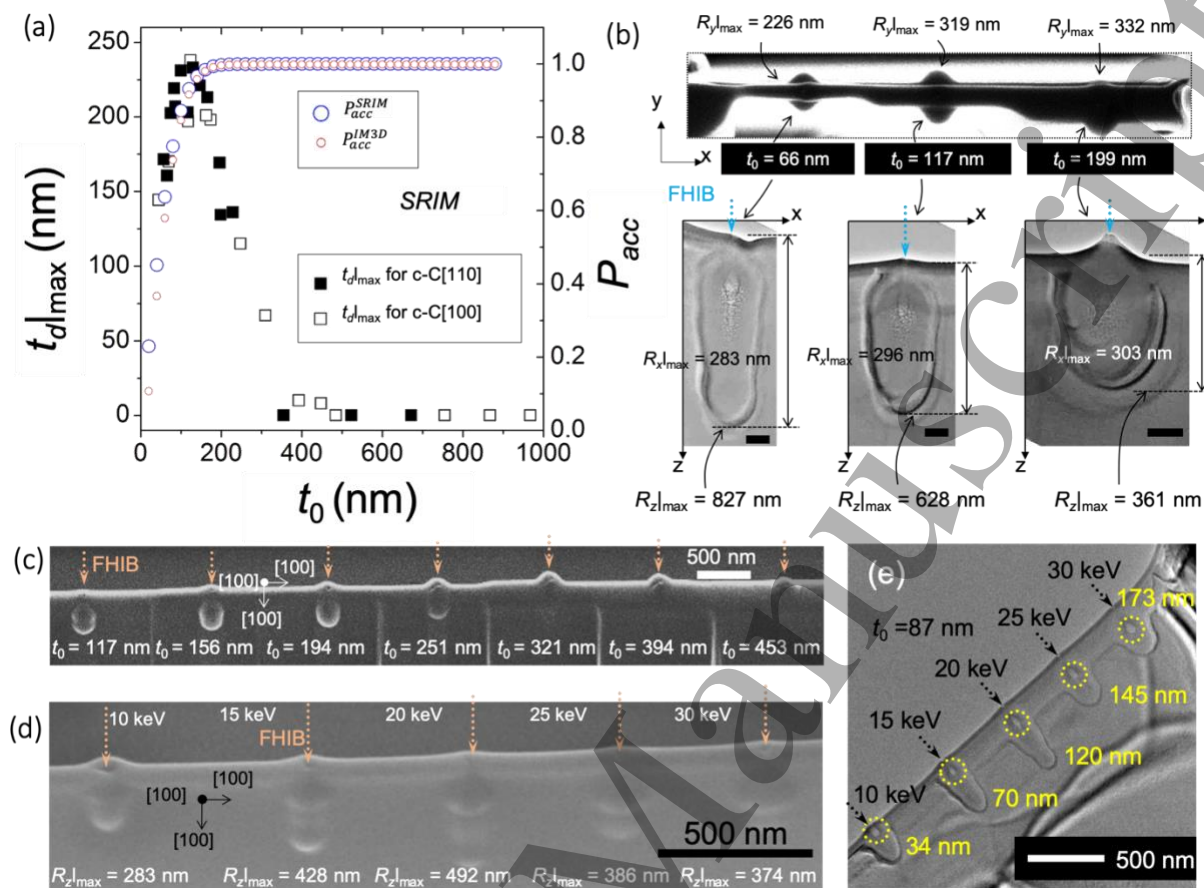 (a)
250
200
150
100
50
0
t_d|max (nm)
1.0
0.8
0.6
0.4
0.2
0.0
P_acc
P_acc^SRIM
P_acc^IM3D
SRIM
t_d|max for c-C[110]
t_d|max for c-C[100]
0 200 400 600 800 1000
t_0 (nm)
(b)
R_y|max = 226 nm R_y|max = 319 nm R_y|max = 332 nm
y
x
t_0 = 66 nm t_0 = 117 nm t_0 = 199 nm
FHIB
x x
R_x|max = 283 nm R_x|max = 296 nm R_x|max = 303 nm
z z z
R_z|max = 827 nm R_z|max = 628 nm R_z|max = 361 nm
(c)
FHIB
500 nm
[100] [100]
[100]
t_0 = 117 nm t_0 = 156 nm t_0 = 194 nm t_0 = 251 nm t_0 = 321 nm t_0 = 394 nm t_0 = 453 nm
(d)
10 keV 15 keV 20 keV 25 keV 30 keV
FHIB
[100] [100]
[100]
500 nm
R_z|max = 283 nm R_z|max = 428 nm R_z|max = 492 nm R_z|max = 386 nm R_z|max = 374 nm
(e)
30 keV
173 nm
t_0 =87 nm
25 keV
145 nm
20 keV
120 nm
15 keV
70 nm
10 keV
34 nm
500 nm
Manuscript